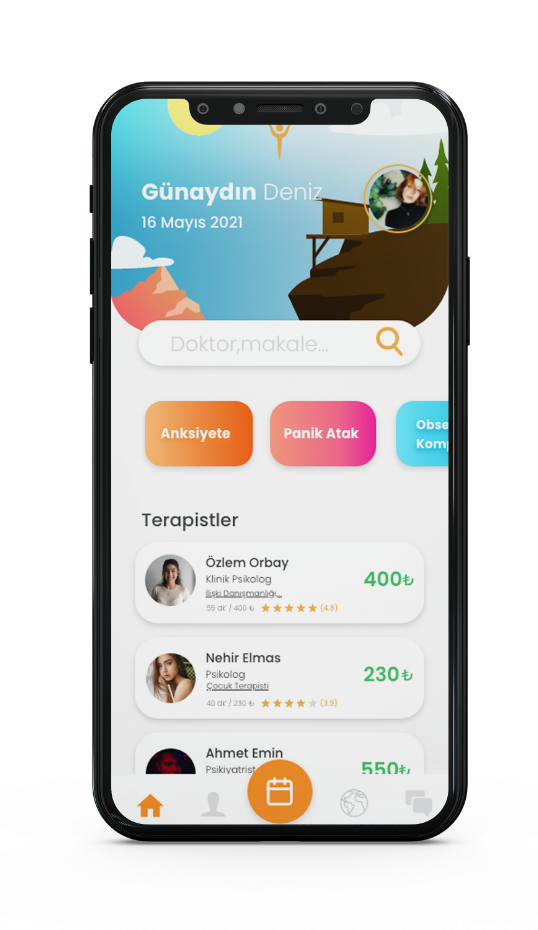 Günaydın Deniz
16 Mayıs 2021
Doktor,makale...
Anksiyete
Panik Atak
Obse
Komp
Terapistler
Özlem Orbay
Klinik Psikolog
İlişki Danışmanlığı,..
400₺
55 dk / 400 ₺ (4.8)
Nehir Elmas
Psikolog
Çocuk Terapisti
230₺
40 dk / 230 ₺ (3.9)
Ahmet Emin
Psikiyatrist
550₺